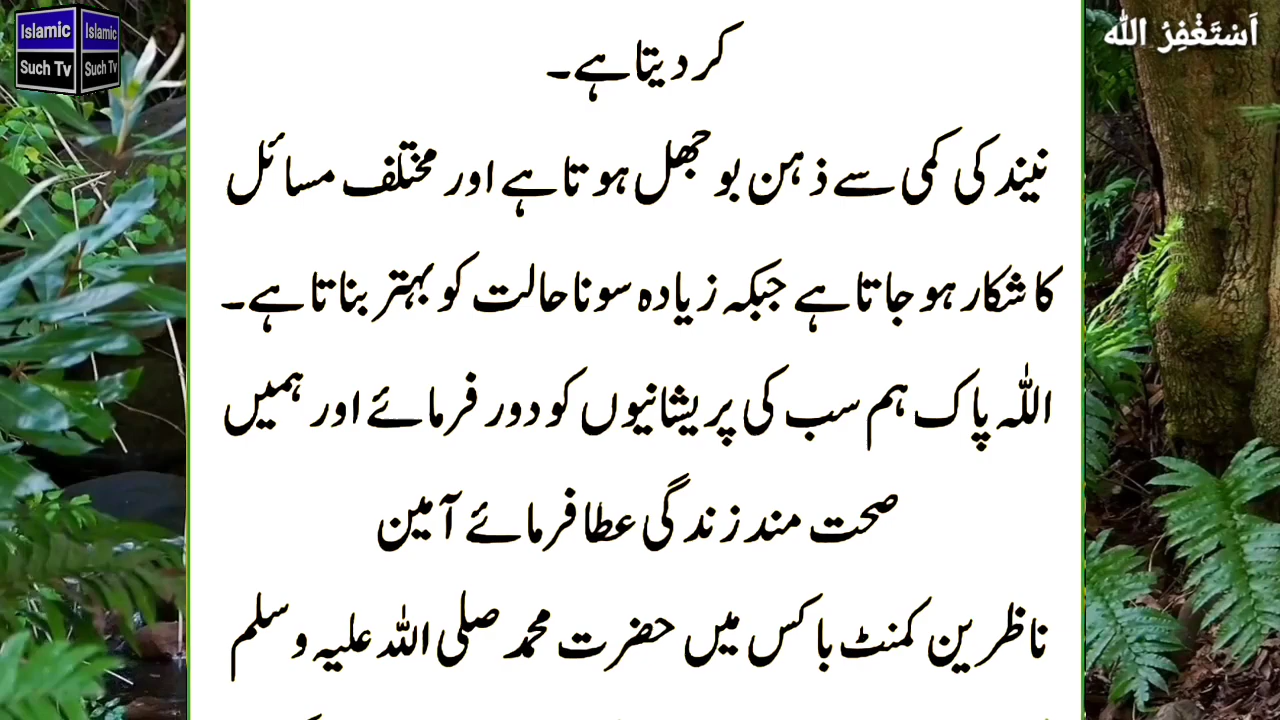 Islamic Islamic
Such Tv Such Tv
اَسْتَغْفِرُ اللّٰه
کر دیتا ہے۔
نیند کی کمی سے ذہن بوجھل ہوتا ہے اور مختلف مسائل
کا شکار ہو جاتا ہے جبکہ زیادہ سونا حالت کو بہتر بناتا ہے۔
اللہ پاک ہم سب کی پریشانیوں کو دور فرمائے اور ہمیں
صحت مند زندگی عطا فرمائے آمین
ناظرین کمنٹ باکس میں حضرت محمد صلی اللہ علیہ وسلم